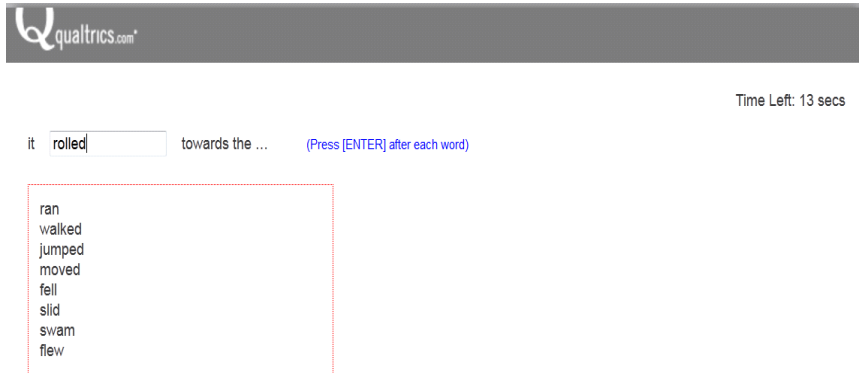 Qualtrics.com®
Time Left: 13 secs
it rolled towards the ... (Press [ENTER] after each word)
ran
walked
jumped
moved
fell
slid
swam
flew